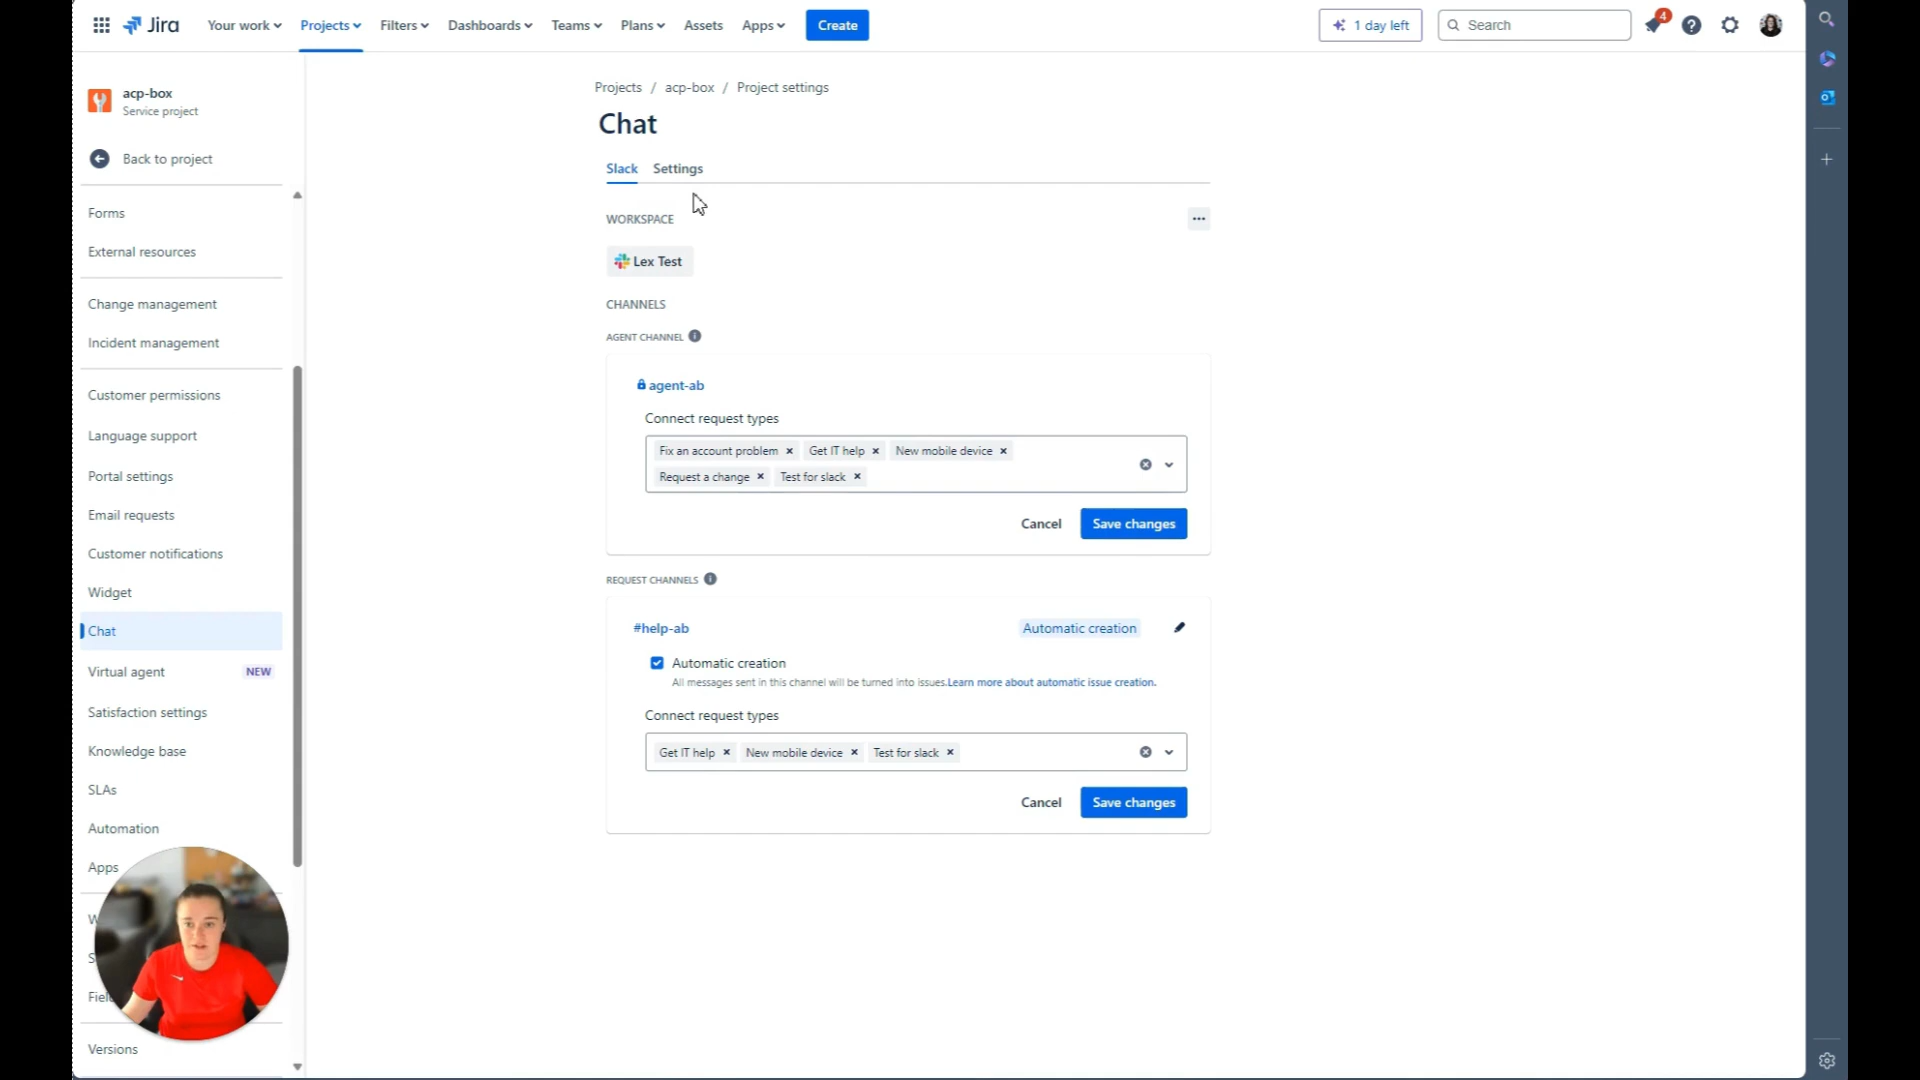 Jira
Your work
Projects
Filters
Dashboards
Teams
Plans
Assets
Apps
Create
1 day left
Search
4
acp-box
Service project
Back to project
Forms
External resources
Change management
Incident management
Customer permissions
Language support
Portal settings
Email requests
Customer notifications
Widget
Chat
Virtual agent NEW
Satisfaction settings
Knowledge base
SLAs
Automation
Apps
Versions
Projects / acp-box / Project settings
Chat
Slack Settings
WORKSPACE
Lex Test
CHANNELS
AGENT CHANNEL
agent-ab
Connect request types
Fix an account problem × Get IT help × New mobile device ×
Request a change × Test for slack ×
Cancel Save changes
REQUEST CHANNELS
#help-ab Automatic creation
Automatic creation
All messages sent in this channel will be turned into issues.Learn more about automatic issue creation.
Connect request types
Get IT help × New mobile device × Test for slack ×
Cancel Save changes